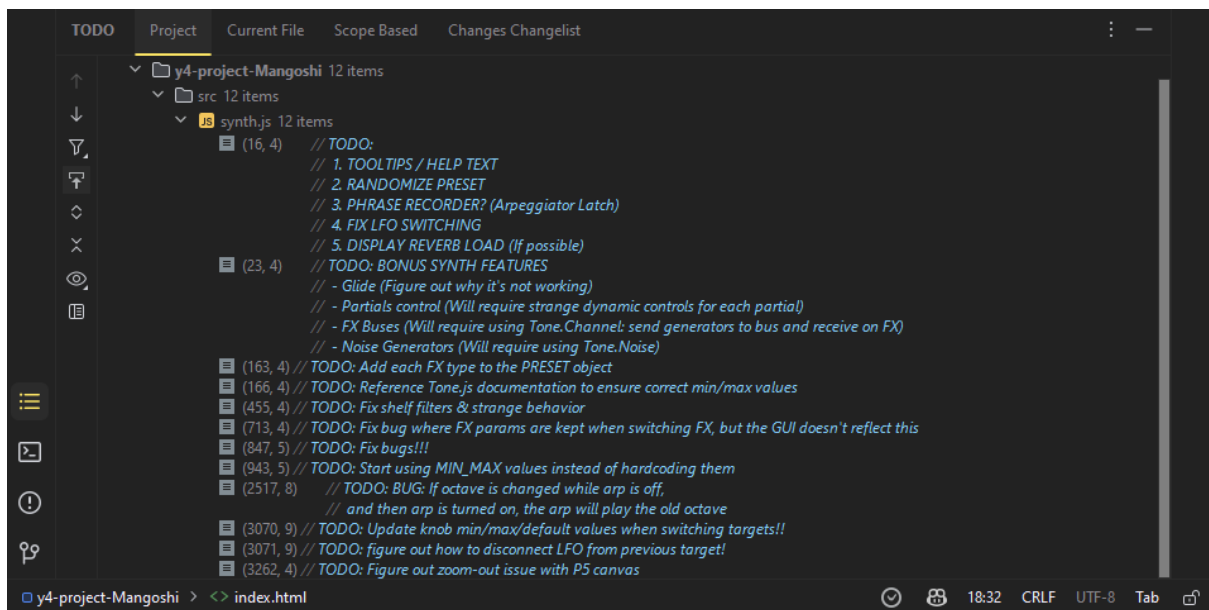 TODO Project Current File Scope Based Changes Changelist
y4-project-Mangoshi 12 items
src 12 items
JS synth.js 12 items
(16, 4) // TODO:
// 1. TOOLTIPS / HELP TEXT
// 2. RANDOMIZE PRESET
// 3. PHRASE RECORDER? (Arpeggiator Latch)
// 4. FIX LFO SWITCHING
// 5. DISPLAY REVERB LOAD (If possible)
(23, 4) // TODO: BONUS SYNTH FEATURES
// - Glide (Figure out why it's not working)
// - Partials control (Will require strange dynamic controls for each partial)
// - FX Buses (Will require using Tone.Channel: send generators to bus and receive on FX)
// - Noise Generators (Will require using Tone.Noise)
(163, 4) // TODO: Add each FX type to the PRESET object
(166, 4) // TODO: Reference Tone.js documentation to ensure correct min/max values
(455, 4) // TODO: Fix shelf filters & strange behavior
(713, 4) // TODO: Fix bug where FX params are kept when switching FX, but the GUI doesn't reflect this
(847, 5) // TODO: Fix bugs!!!
(943, 5) // TODO: Start using MIN_MAX values instead of hardcoding them
(2517, 8) // TODO: BUG: If octave is changed while arp is off,
// and then arp is turned on, the arp will play the old octave
(3070, 9) // TODO: Update knob min/max/default values when switching targets!!
(3071, 9) // TODO: figure out how to disconnect LFO from previous target!
(3262, 4) // TODO: Figure out zoom-out issue with P5 canvas
y4-project-Mangoshi > <> index.html 18:32 CRLF UTF-8 Tab